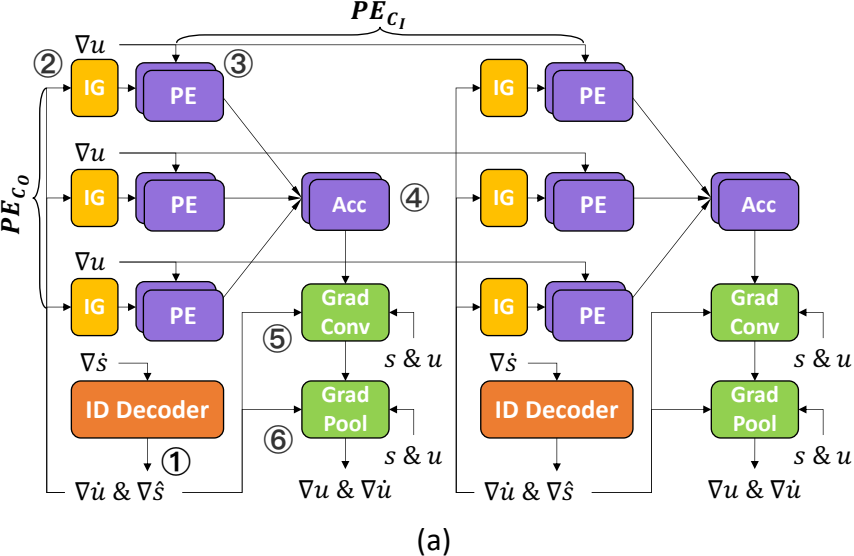 PE_{C_I}
② ∇u ③
IG PE IG PE
∇u
IG PE Acc ④ IG PE Acc
PE_{C_O}
∇u
IG PE IG PE
Grad Conv Grad Conv
⑤
∇ṡ s & u ∇ṡ s & u
ID Decoder Grad Pool ID Decoder Grad Pool
① ⑥ s & u s & u
∇u̇ & ∇ŝ ∇u & ∇u̇ ∇u̇ & ∇ŝ ∇u & ∇u̇
(a)